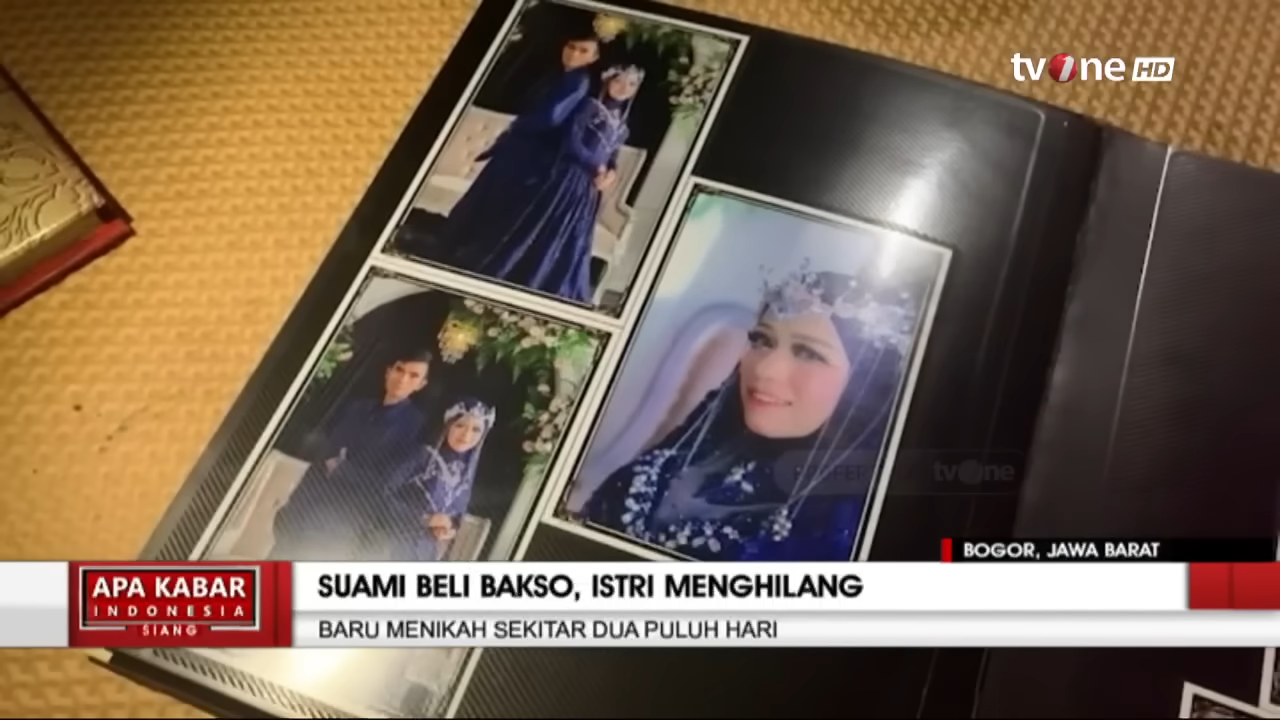 tvOne HD
tvOne
BOGOR, JAWA BARAT
APA KABAR
INDONESIA
SIANG
SUAMI BELI BAKSO, ISTRI MENGHILANG
BARU MENIKAH SEKITAR DUA PULUH HARI